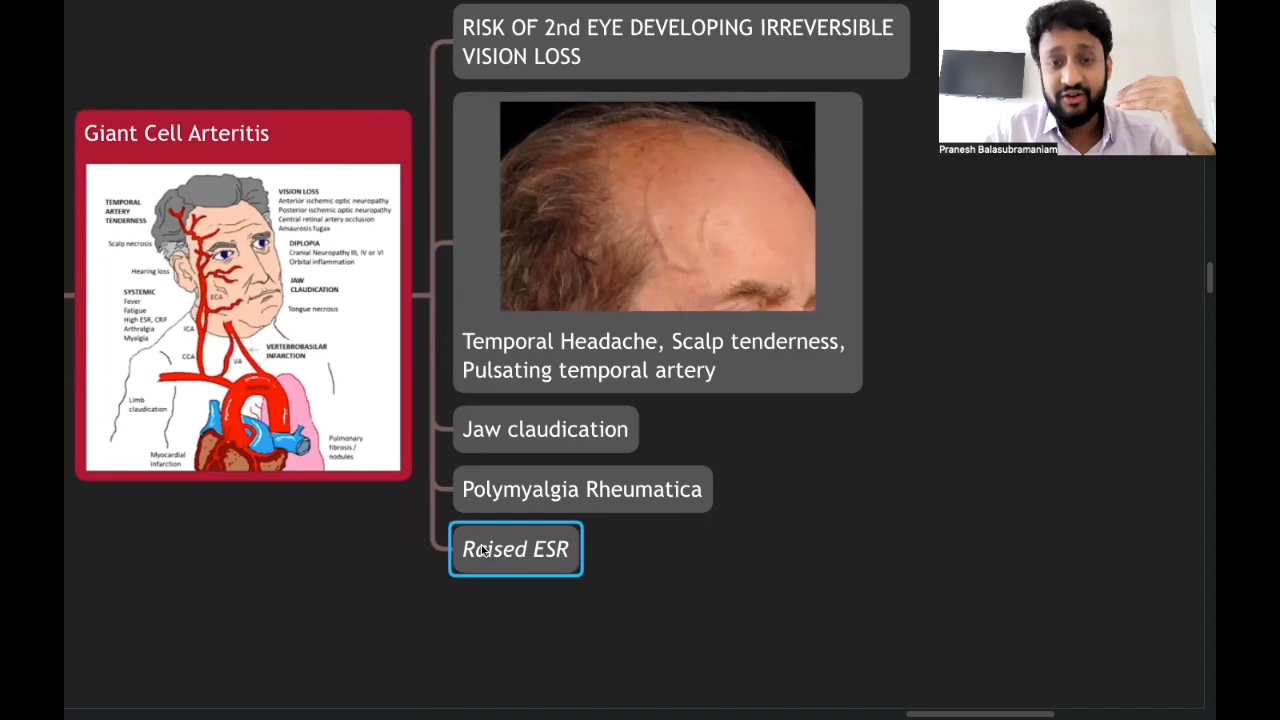 RISK OF 2nd EYE DEVELOPING IRREVERSIBLE
VISION LOSS
Pranesh Balasubramaniam
Giant Cell Arteritis
TEMPORAL
ARTERY
TENDERNESS
Scalp necrosis
Hearing loss
SYSTEMIC
Fever
Fatigue
High ESR, CRP
Arthralgia
Myalgia
VISION LOSS
Anterior ischemic optic neuropathy
Posterior ischemic optic neuropathy
Central retinal artery occlusion
Amaurosis fugax
DIPLOPIA
Cranial Neuropathy III, IV or VI
Orbital inflammation
JAW
CLAUDICATION
Tongue necrosis
ECA
ICA
CCA
VA
VERTEBROBASILAR
INFARCTION
Limb
claudication
Myocardial
infarction
Pulmonary
fibrosis /
nodules
Temporal Headache, Scalp tenderness,
Pulsating temporal artery
Jaw claudication
Polymyalgia Rheumatica
Raised ESR